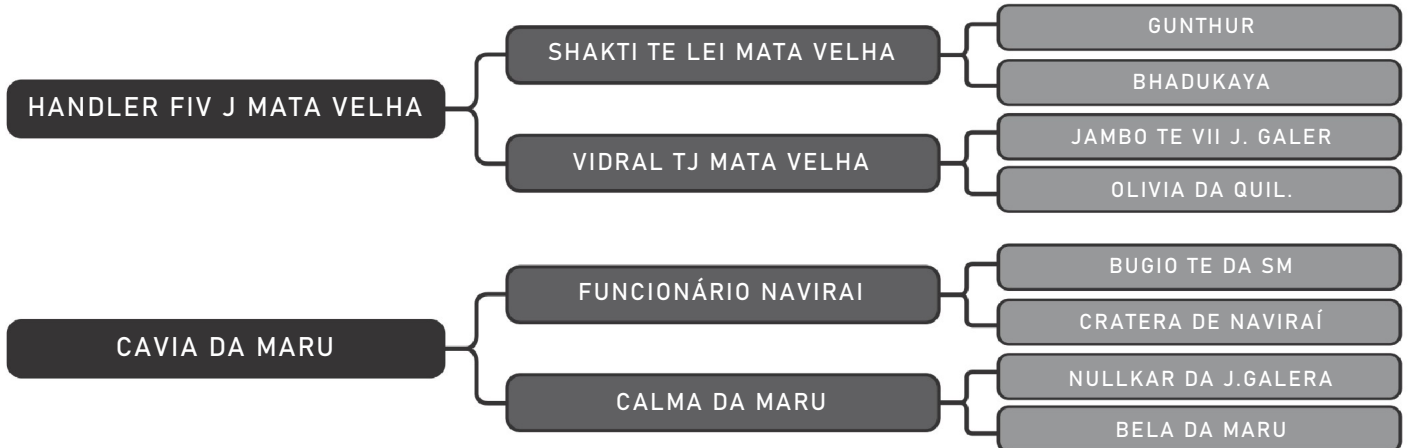 HANDLER FIV J MATA VELHA
SHAKTI TE LEI MATA VELHA
GUNTHUR
BHADUKAYA
VIDRAL TJ MATA VELHA
JAMBO TE VII J. GALER
OLIVIA DA QUIL.
CAVIA DA MARU
FUNCIONÁRIO NAVIRAI
BUGIO TE DA SM
CRATERA DE NAVIRAÍ
CALMA DA MARU
NULLKAR DA J.GALERA
BELA DA MARU